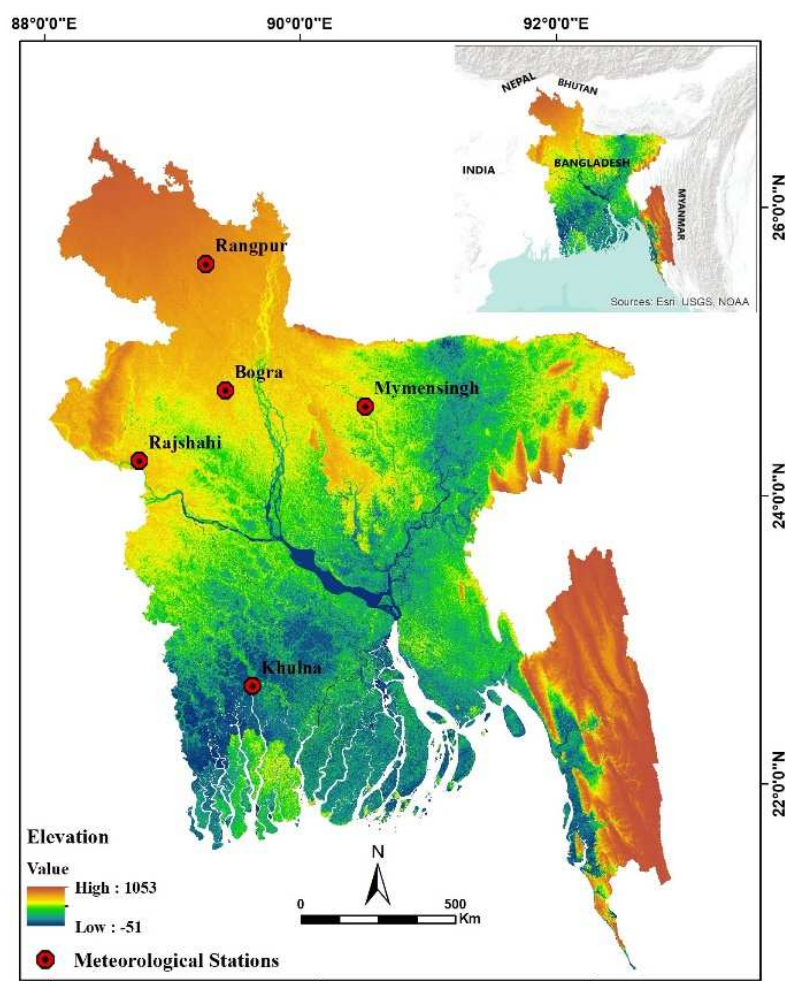 88°0'0"E 90°0'0"E 92°0'0"E
NEPAL
BHUTAN
BANGLADESH
INDIA
MYANMAR
Sources: Esri, USGS, NOAA
26°0'0"N
Rangpur
Bogra
Mymensingh
Rajshahi
24°0'0"N
Khulna
22°0'0"N
Elevation
Value
High : 1053
Low : -51
N
0 500
Km
Meteorological Stations